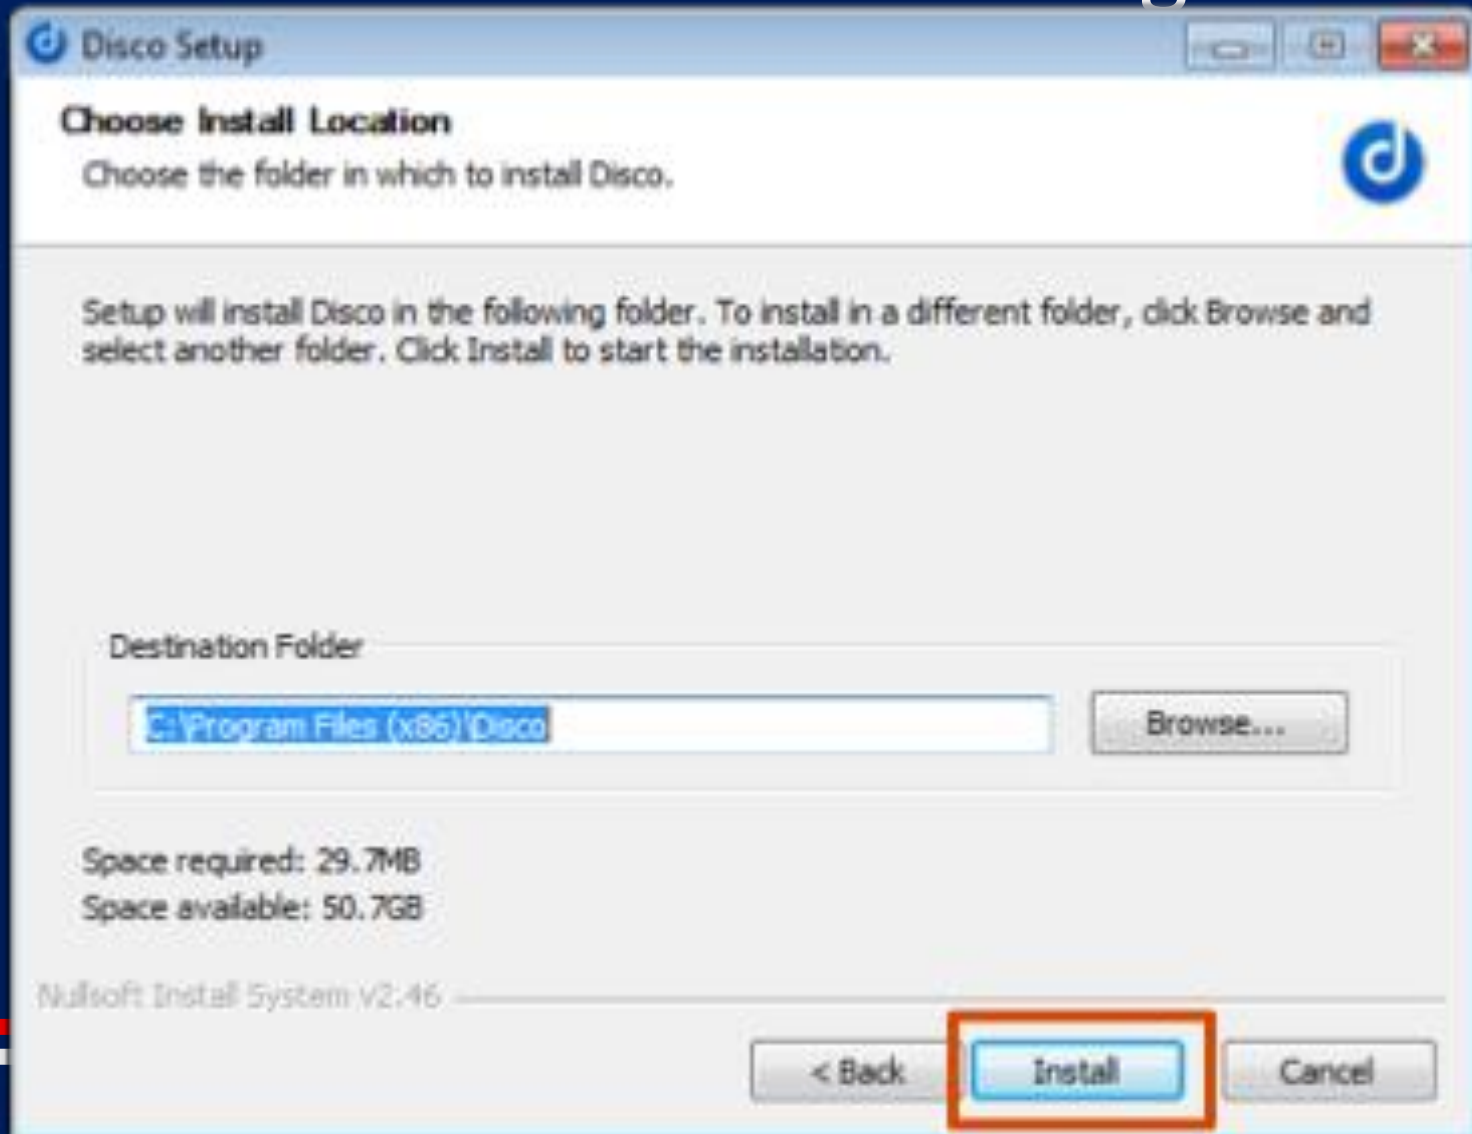 Disco Setup
Choose Install Location
Choose the folder in which to install Disco.
Setup will install Disco in the following folder. To install in a different folder, click Browse and
select another folder. Click Install to start the installation.
Destination Folder
C:\Program Files (x86)\Disco
Browse...
Space required: 29.7MB
Space available: 50.7GB
Nullsoft Install System v2.46
< Back
Install
Cancel